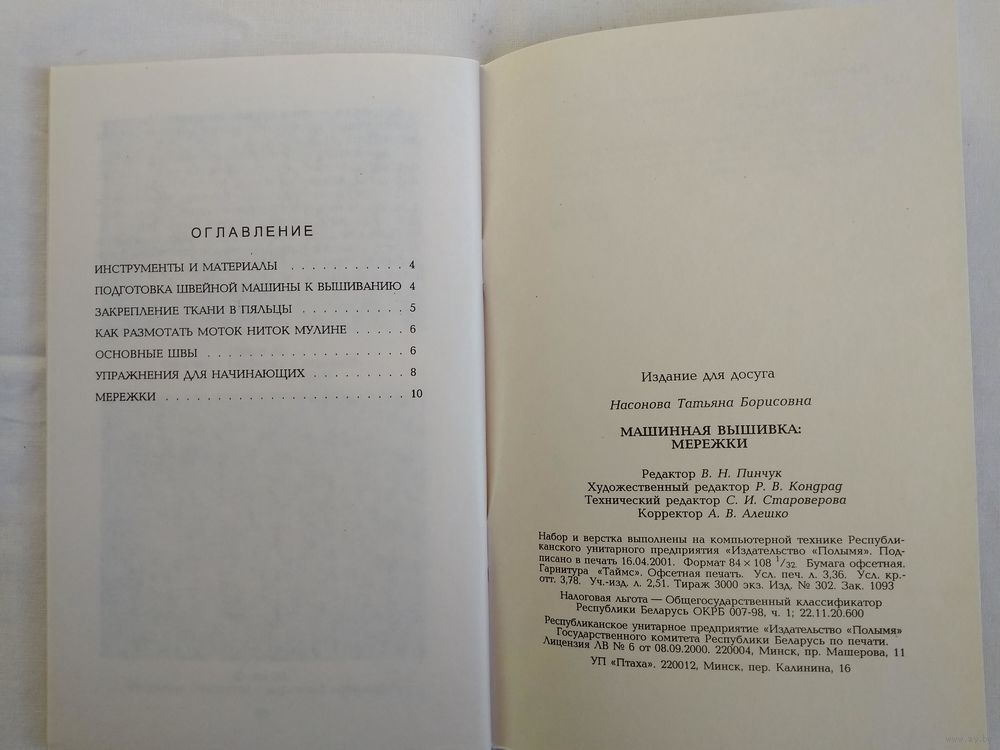 ОГЛАВЛЕНИЕ
ИНСТРУМЕНТЫ И МАТЕРИАЛЫ . . . . . . . . . . . 4
ПОДГОТОВКА ШВЕЙНОЙ МАШИНЫ К ВЫШИВАНИЮ 4
ЗАКРЕПЛЕНИЕ ТКАНИ В ПЯЛЬЦЫ . . . . . . . . . . 5
КАК РАЗМОТАТЬ МОТОК НИТОК МУЛИНЕ . . . . . 6
ОСНОВНЫЕ ШВЫ . . . . . . . . . . . . . . . . . . . 6
УПРАЖНЕНИЯ ДЛЯ НАЧИНАЮЩИХ . . . . . . . . . 8
МЕРЕЖКИ . . . . . . . . . . . . . . . . . . . . . . . 10
Издание для досуга
Насонова Татьяна Борисовна
МАШИННАЯ ВЫШИВКА:
МЕРЕЖКИ
Редактор В. Н. Пинчук
Художественный редактор Р. В. Кондрад
Технический редактор С. И. Староверова
Корректор А. В. Алешко
Набор и верстка выполнены на компьютерной технике Республи-
канского унитарного предприятия «Издательство «Полымя». Под-
писано в печать 16.04.2001. Формат 84 × 108 1/32. Бумага офсетная.
Гарнитура «Таймс». Офсетная печать. Усл. печ. л. 3,36. Усл. кр.-
отт. 3,78. Уч.-изд. л. 2,51. Тираж 3000 экз. Изд. № 302. Зак. 1093
Налоговая льгота — Общегосударственный классификатор
Республики Беларусь ОКРБ 007-98, ч. 1; 22.11.20.600
Республиканское унитарное предприятие «Издательство «Полымя»
Государственного комитета Республики Беларусь по печати.
Лицензия ЛВ № 6 от 08.09.2000. 220004, Минск, пр. Машерова, 11
УП «Птаха». 220012, Минск, пер. Калинина, 16